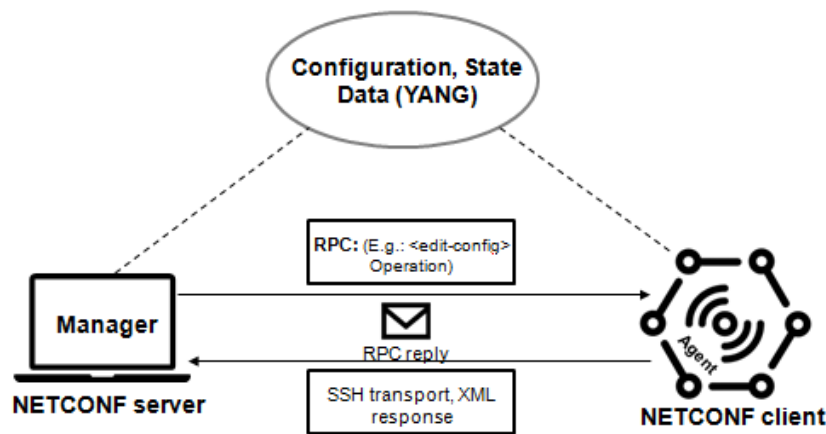 Configuration, State
Data (YANG)
RPC: (E.g.: <edit-config>
Operation)
Manager
RPC reply
Agent
SSH transport, XML
response
NETCONF server
NETCONF client